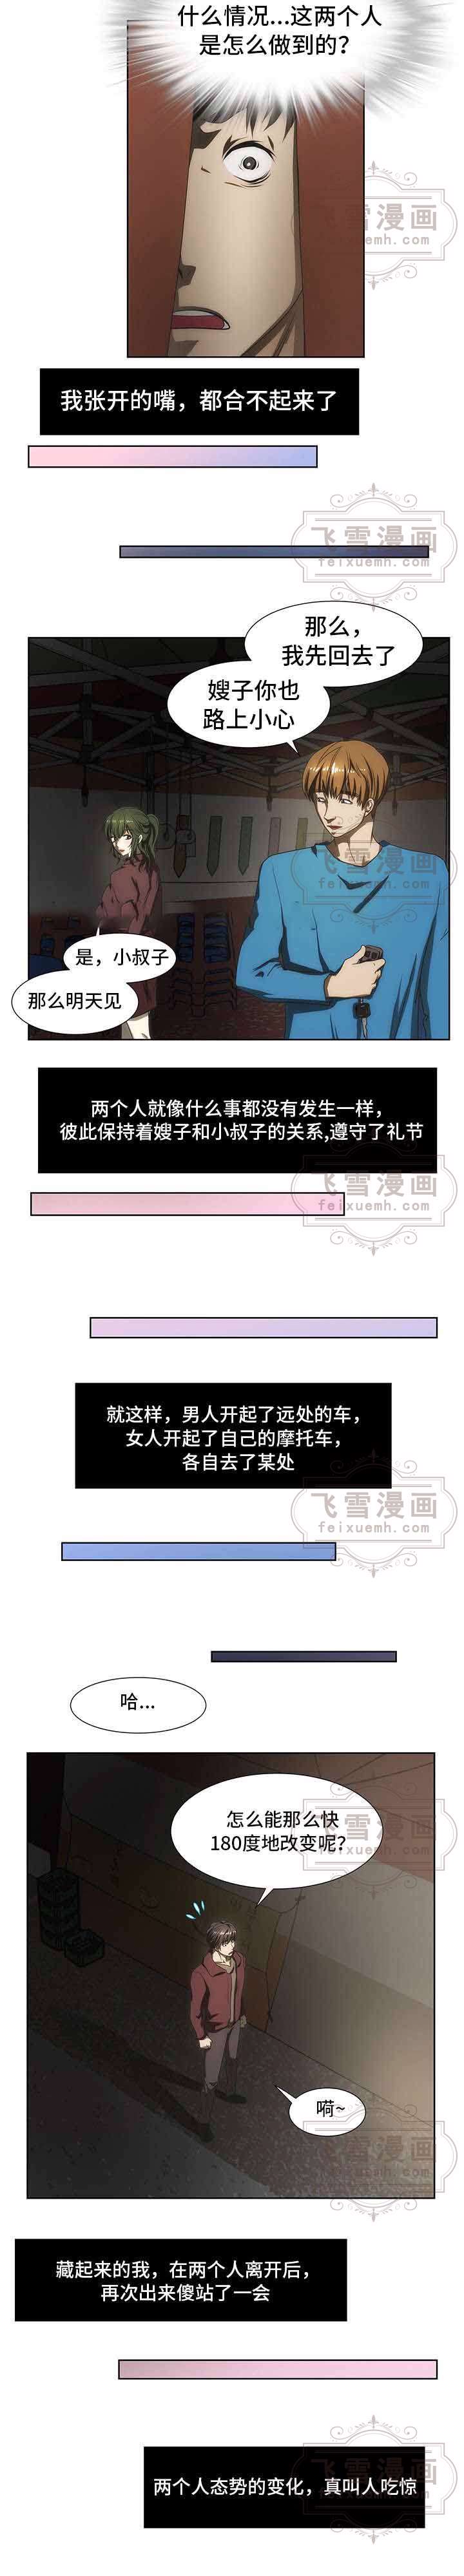 什么情况...这两个人
是怎么做到的？
飞雪漫画
feixuemh.com
我张开的嘴，都合不起来了
飞雪漫画
feixuemh.com
那么，
我先回去了
嫂子你也
路上小心
飞雪漫画
feixuemh.com
是，小叔子
那么明天见
两个人就像什么事都没有发生一样，
彼此保持着嫂子和小叔子的关系,遵守了礼节
飞雪漫画
feixuemh.com
就这样，男人开起了远处的车，
女人开起了自己的摩托车，
各自去了某处
飞雪漫画
feixuemh.com
哈...
怎么能那么快
180度地改变呢？
飞雪漫画
feixuemh.com
嗬~
飞雪漫画
feixuemh.com
藏起来的我，在两个人离开后，
再次出来傻站了一会
飞雪漫画
feixuemh.com
两个人态势的变化，真叫人吃惊